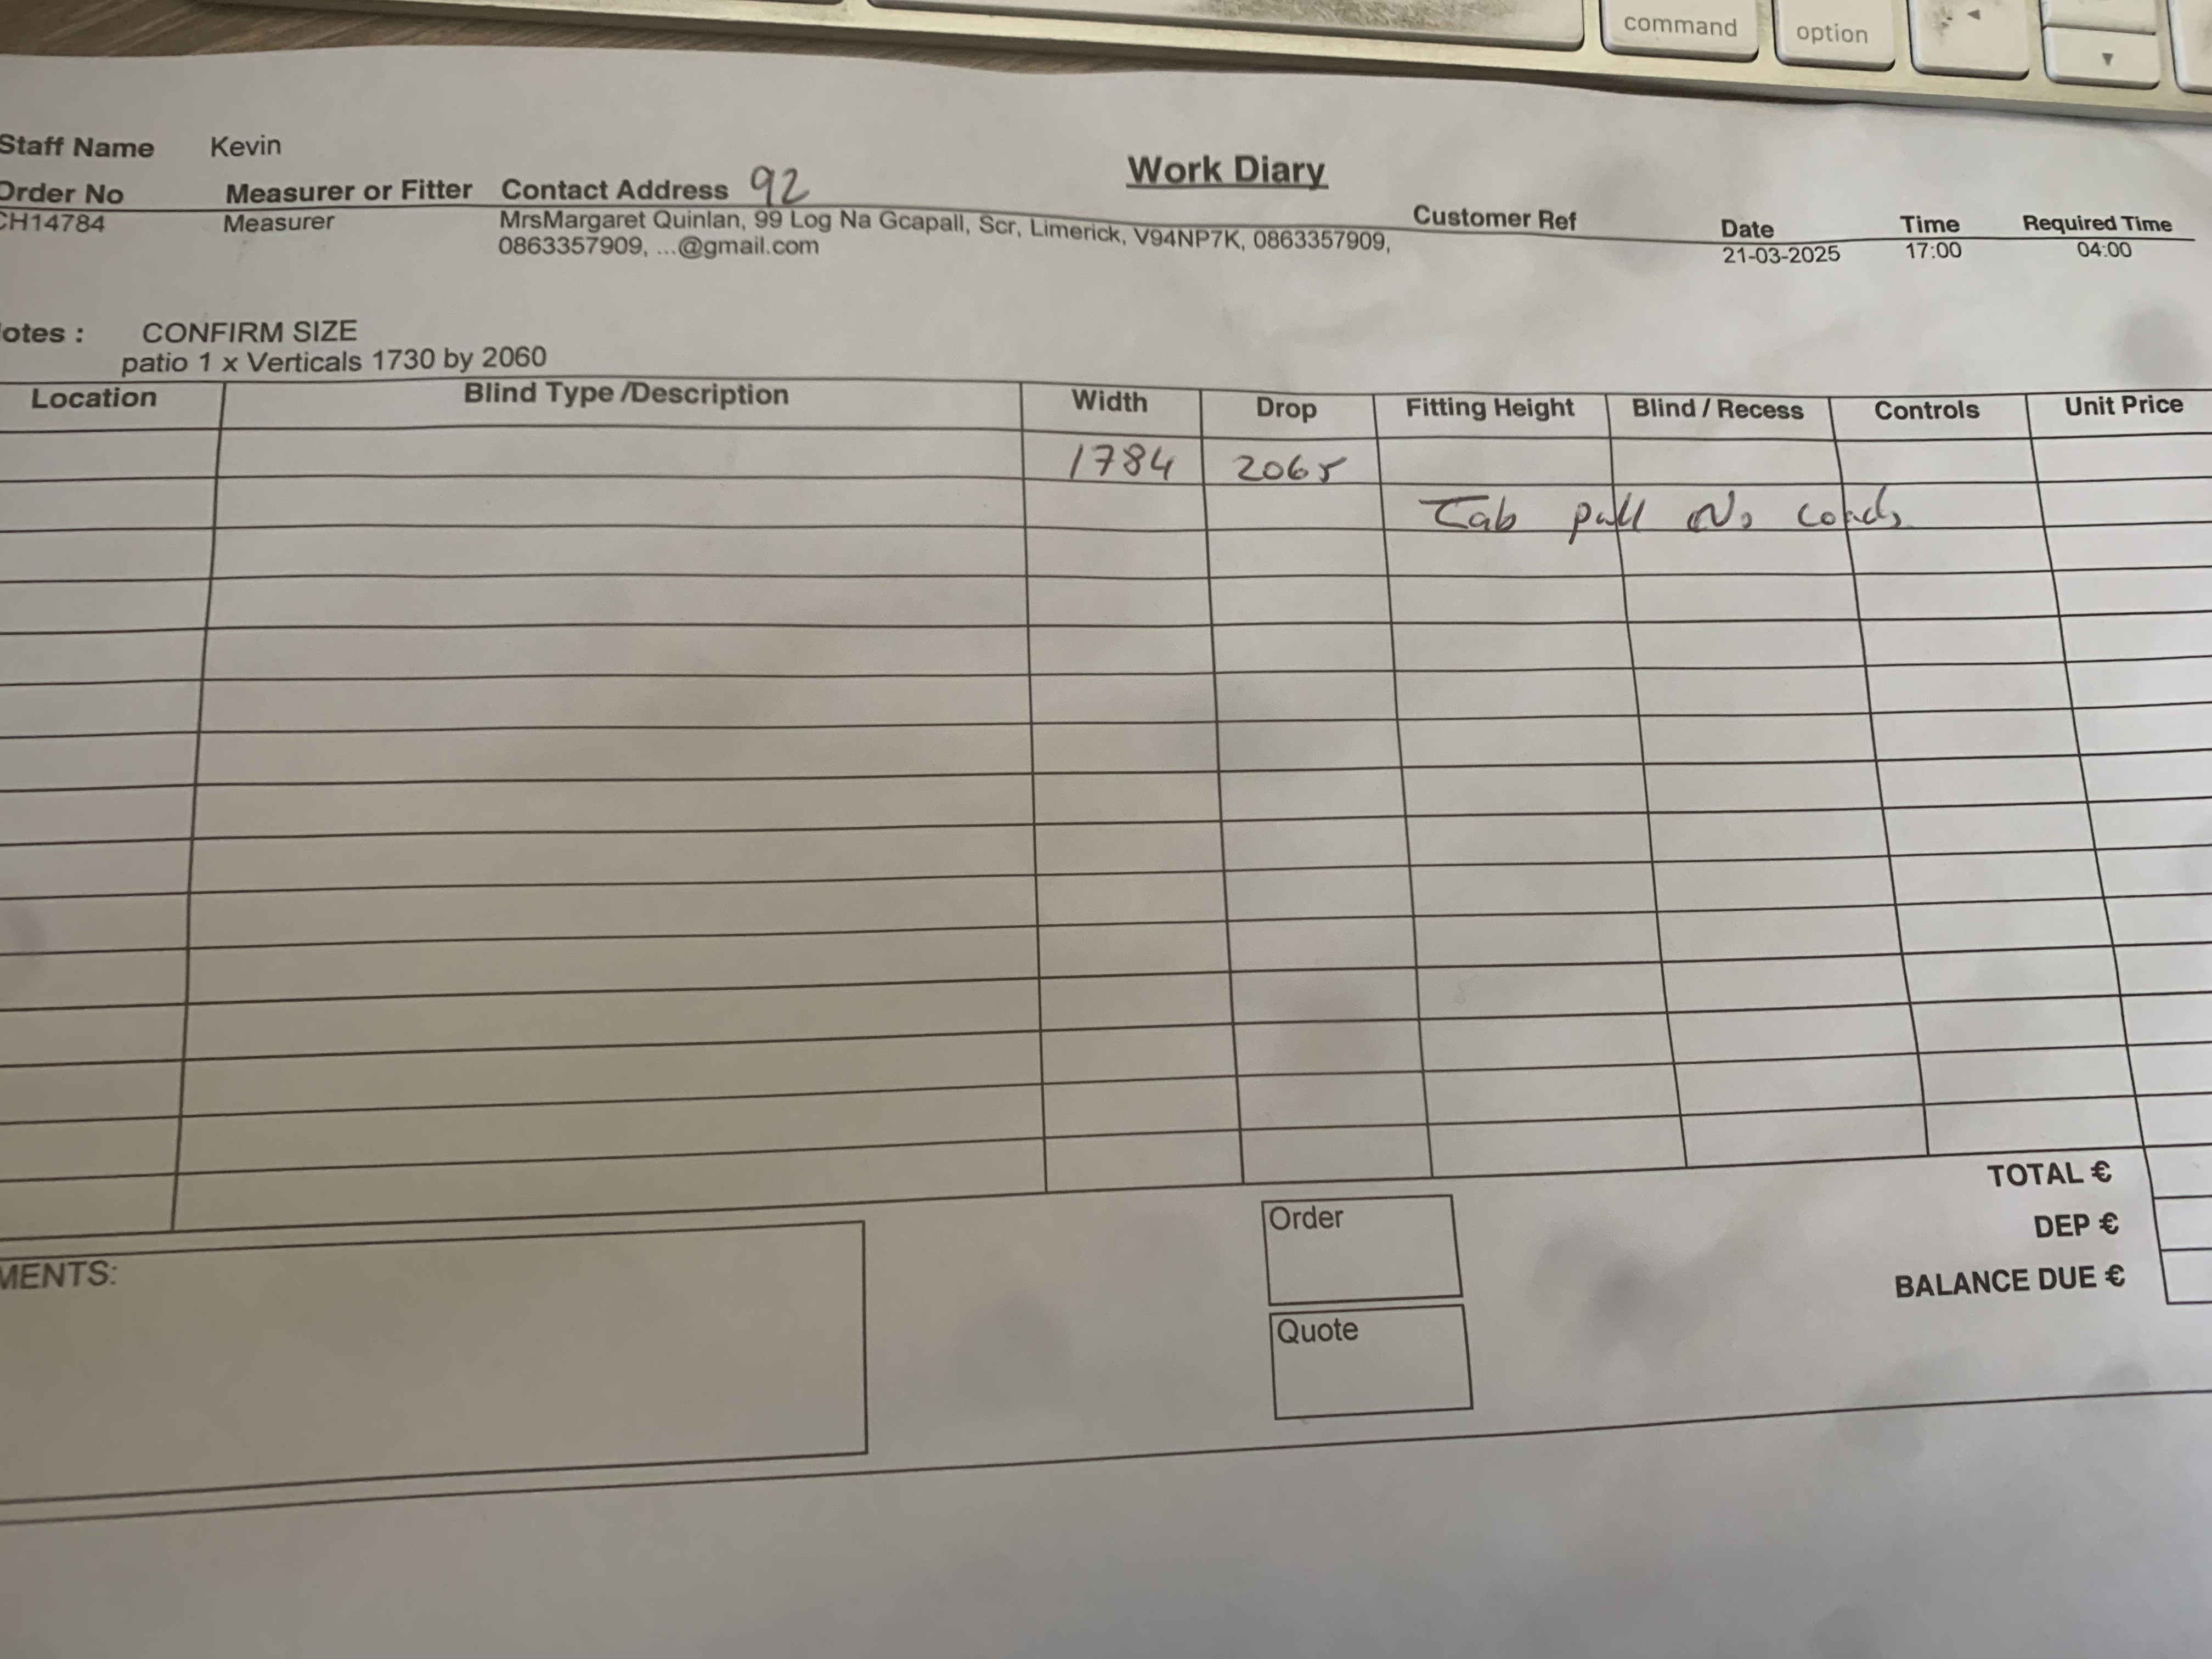 command option
Staff Name Kevin
Work Diary
Order No Measurer or Fitter Contact Address 92
Customer Ref Date Time Required Time
CH14784 Measurer MrsMargaret Quinlan, 99 Log Na Gcapall, Scr, Limerick, V94NP7K, 0863357909,
0863357909, ...@gmail.com
21-03-2025 17:00 04:00
otes : CONFIRM SIZE
patio 1 x Verticals 1730 by 2060
Location Blind Type /Description Width Drop Fitting Height Blind / Recess Controls Unit Price
1784 2065
Tab pull No cords
TOTAL €
Order
DEP €
MENTS:
BALANCE DUE €
Quote